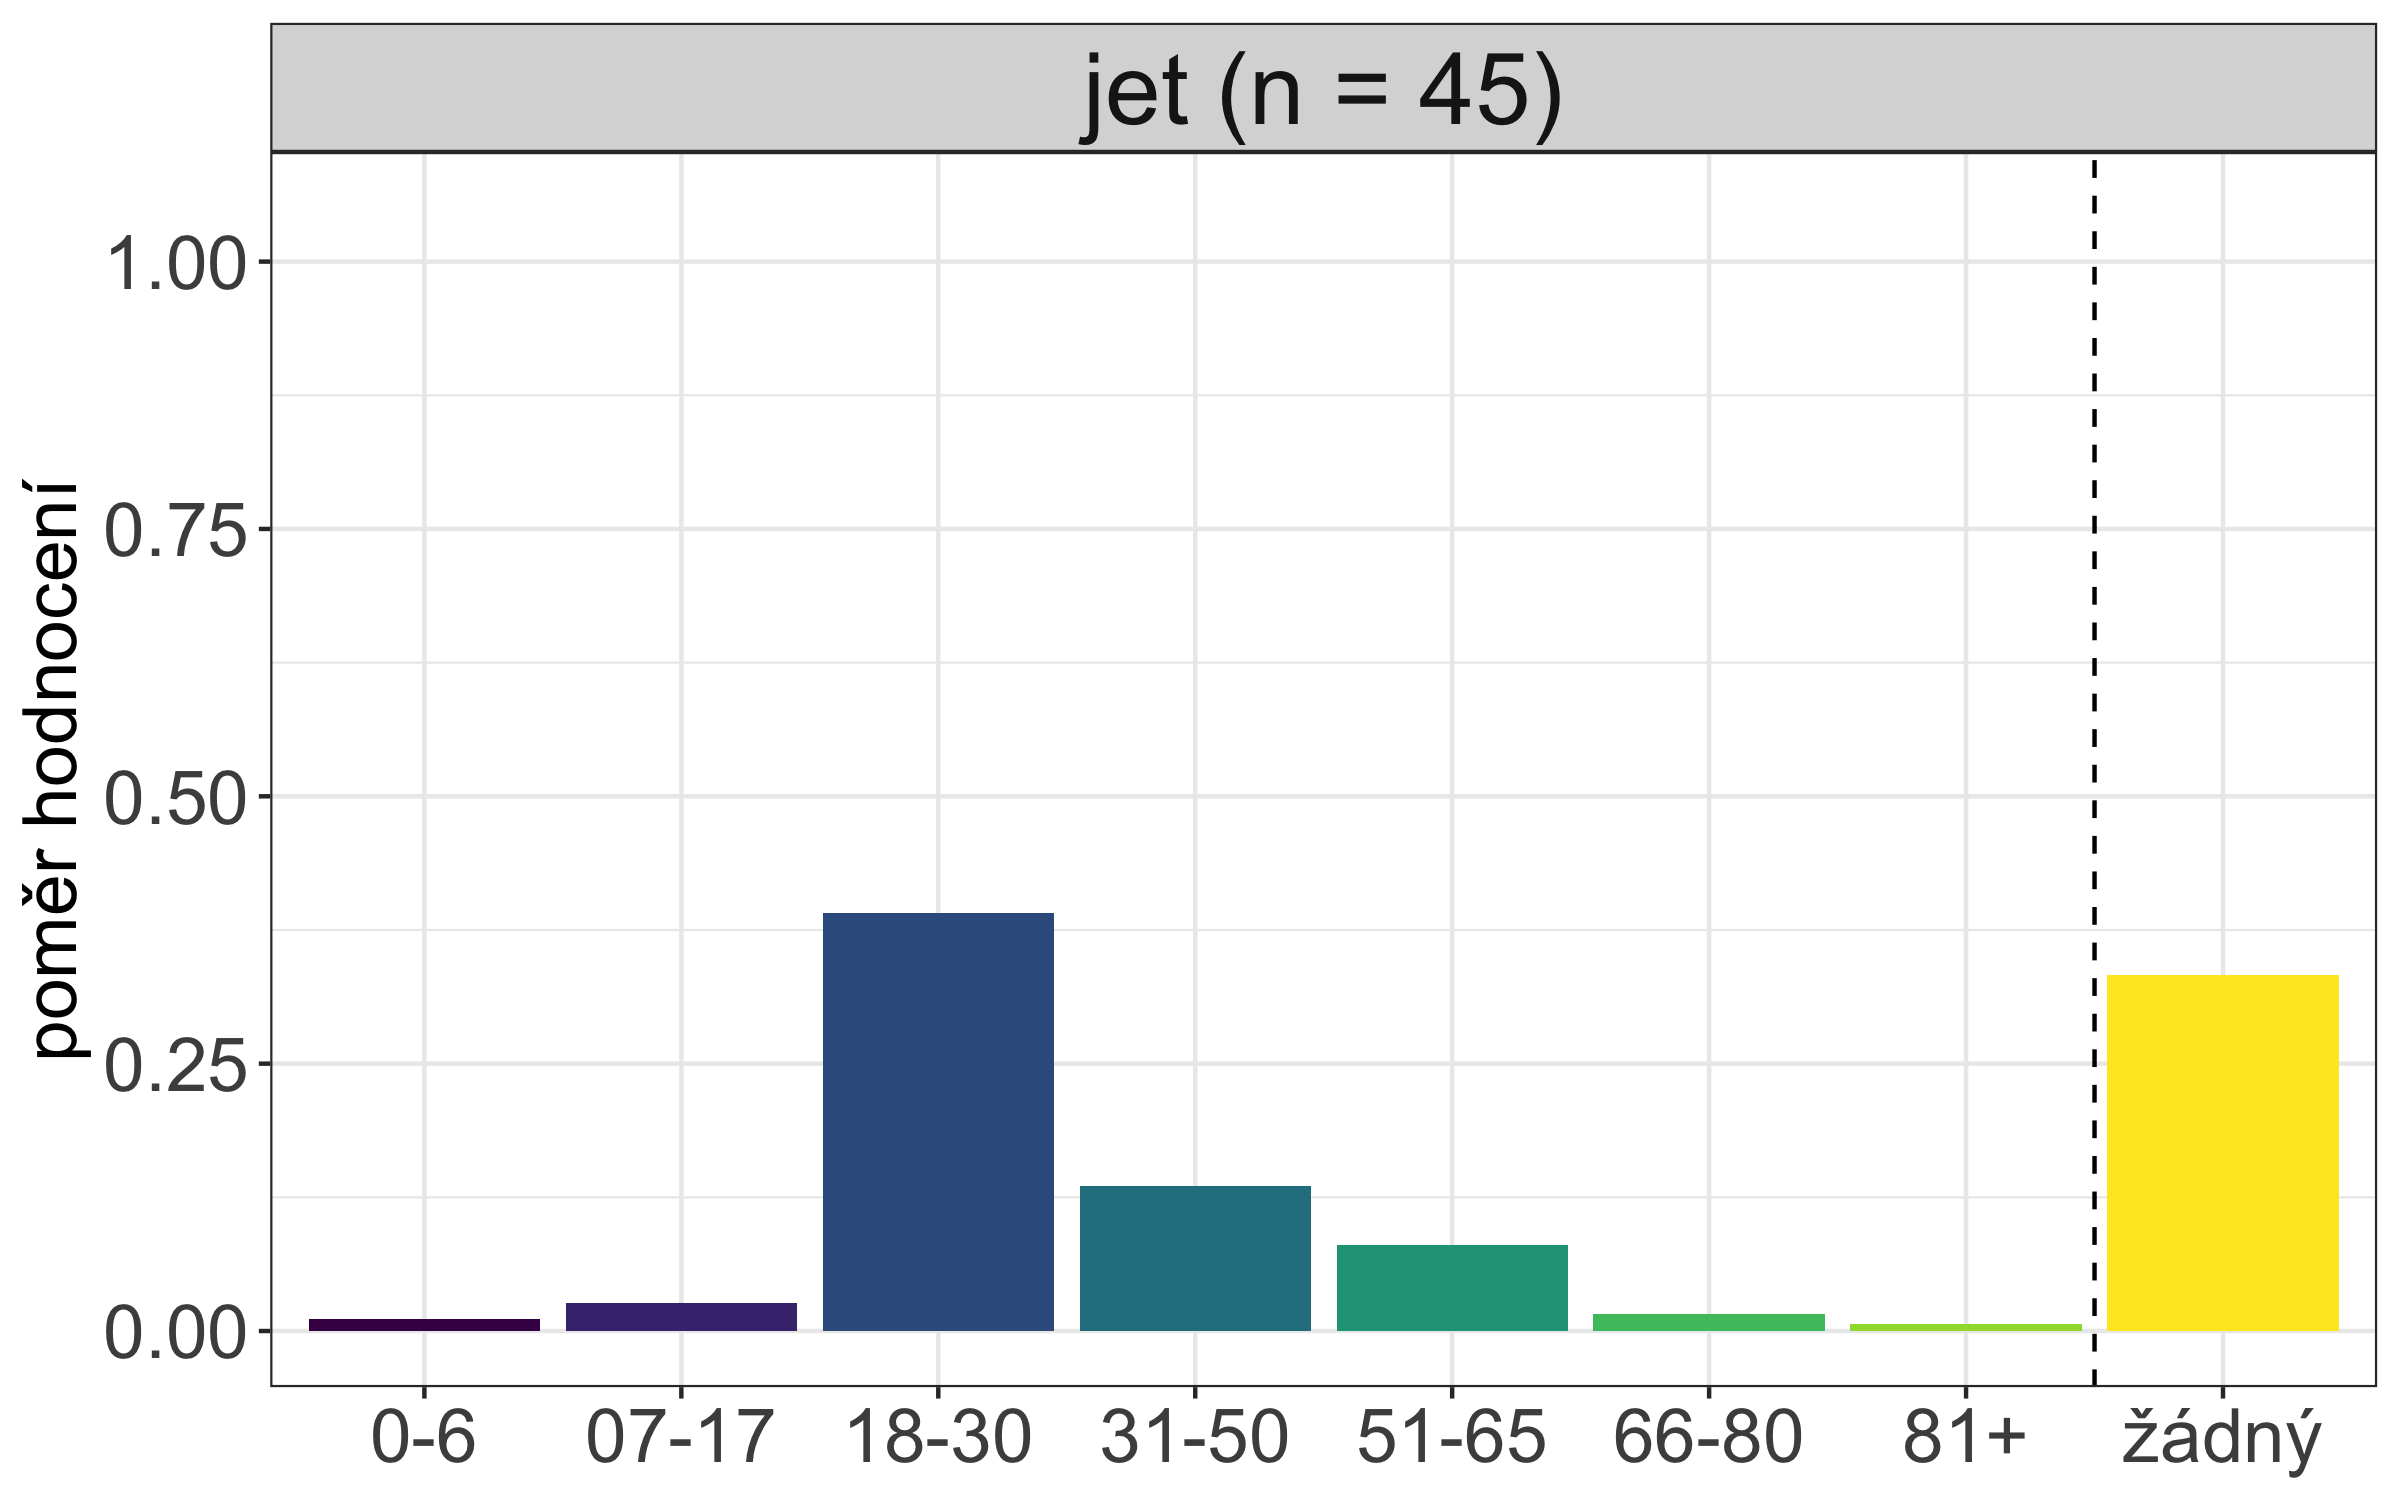 jet (n = 45)
poměr hodnocení
1.00
0.75
0.50
0.25
0.00
0-6 07-17 18-30 31-50 51-65 66-80 81+ žádný